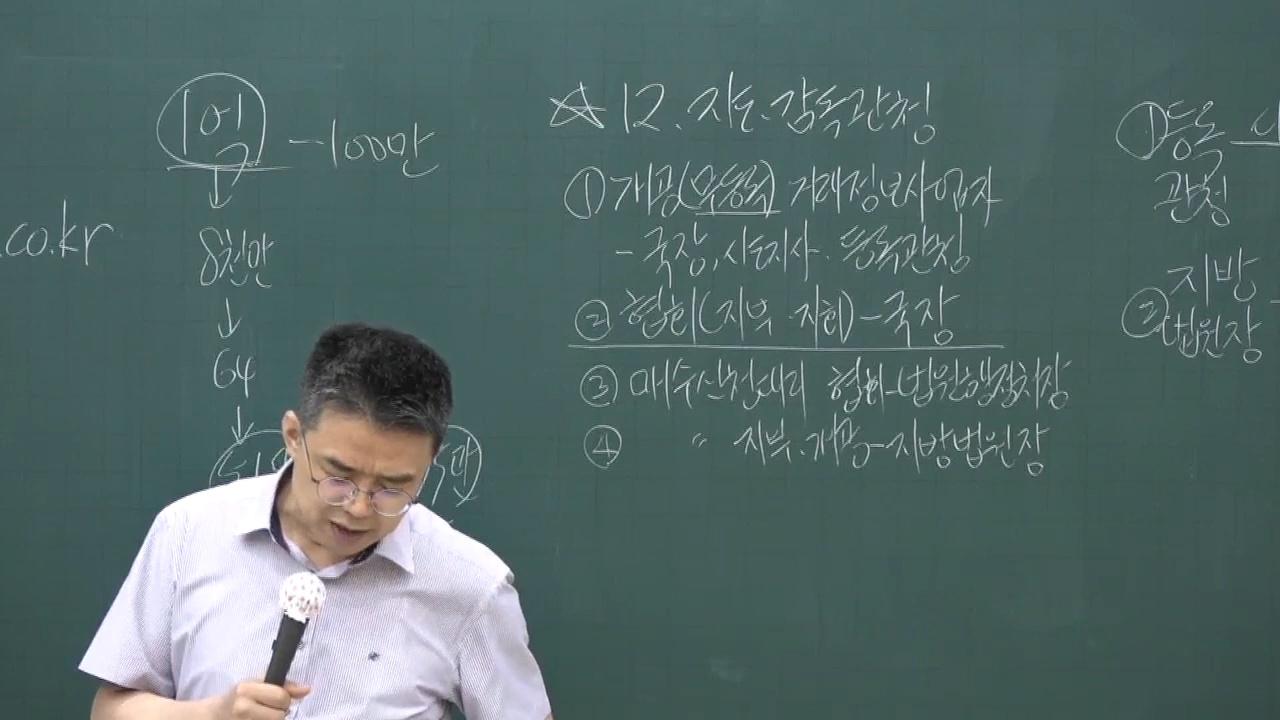 .co.kr
1억 -100만
↓
8천만
↓
64
↓
☆ 12. 지도·감독관청
① 개공(무등록) 거래정보사업자
- 국장, 시·도지사. 등록관청
② 협회(지부·지회) - 국장
③ 매수신청대리 협회-법원행정처장
④ 〃 지부.개공-지방법원장
① 등록
관청
② 지방
법원장